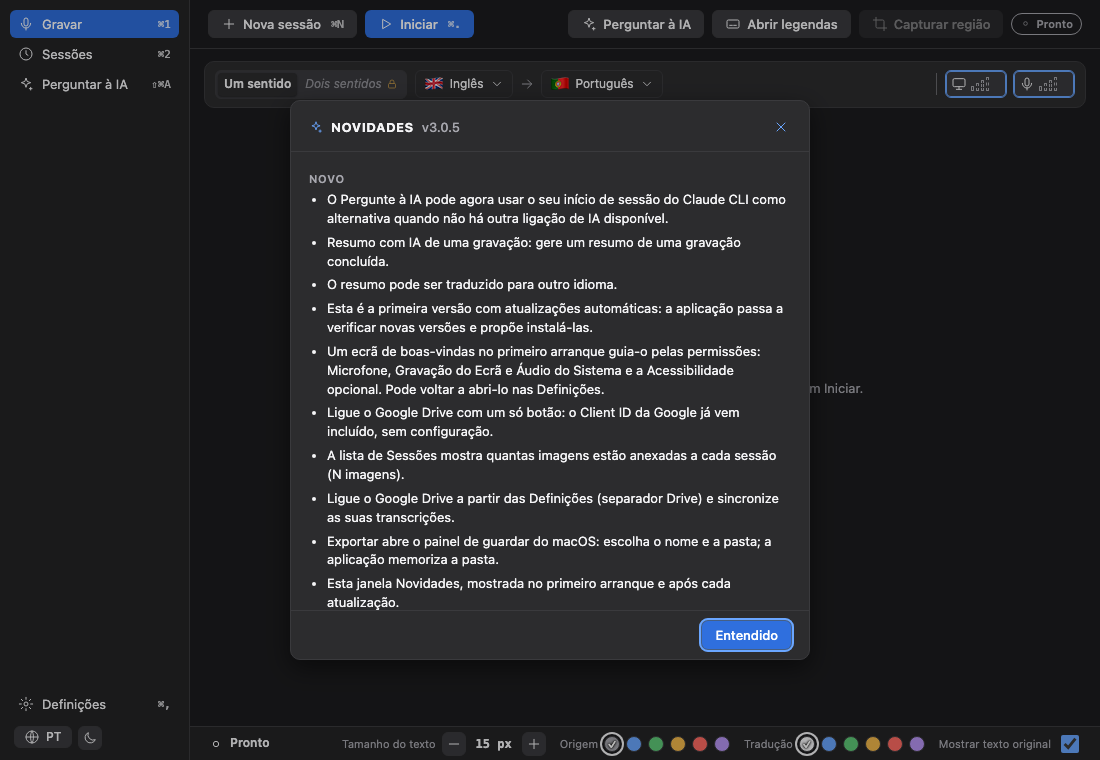 Gravar ⌘1
Sessões ⌘2
Perguntar à IA ⇧⌘A
Nova sessão ⌘N
Iniciar ⌘.
Perguntar à IA
Abrir legendas
Capturar região
Pronto
Um sentido
Dois sentidos
Inglês
Português
NOVIDADES v3.0.5
NOVO
• O Pergunte à IA pode agora usar o seu início de sessão do Claude CLI como
alternativa quando não há outra ligação de IA disponível.
• Resumo com IA de uma gravação: gere um resumo de uma gravação
concluída.
• O resumo pode ser traduzido para outro idioma.
• Esta é a primeira versão com atualizações automáticas: a aplicação passa a
verificar novas versões e propõe instalá-las.
• Um ecrã de boas-vindas no primeiro arranque guia-o pelas permissões:
Microfone, Gravação do Ecrã e Áudio do Sistema e a Acessibilidade
opcional. Pode voltar a abri-lo nas Definições.
• Ligue o Google Drive com um só botão: o Client ID da Google já vem
incluído, sem configuração.
• A lista de Sessões mostra quantas imagens estão anexadas a cada sessão
(N imagens).
• Ligue o Google Drive a partir das Definições (separador Drive) e sincronize
as suas transcrições.
• Exportar abre o painel de guardar do macOS: escolha o nome e a pasta; a
aplicação memoriza a pasta.
• Esta janela Novidades, mostrada no primeiro arranque e após cada
atualização.
m Iniciar.
Entendido
Definições ⌘,
PT
Pronto
Tamanho do texto
15 px
Origem
Tradução
Mostrar texto original